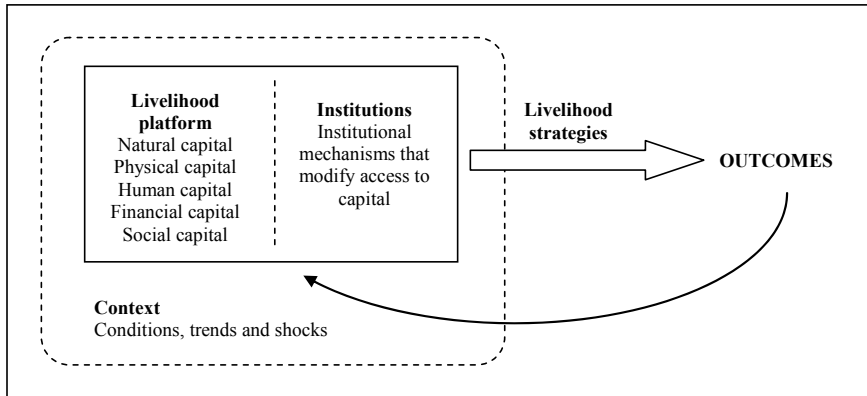 Livelihood
platform
Natural capital
Physical capital
Human capital
Financial capital
Social capital
Institutions
Institutional
mechanisms that
modify access to
capital
Livelihood
strategies
OUTCOMES
Context
Conditions, trends and shocks